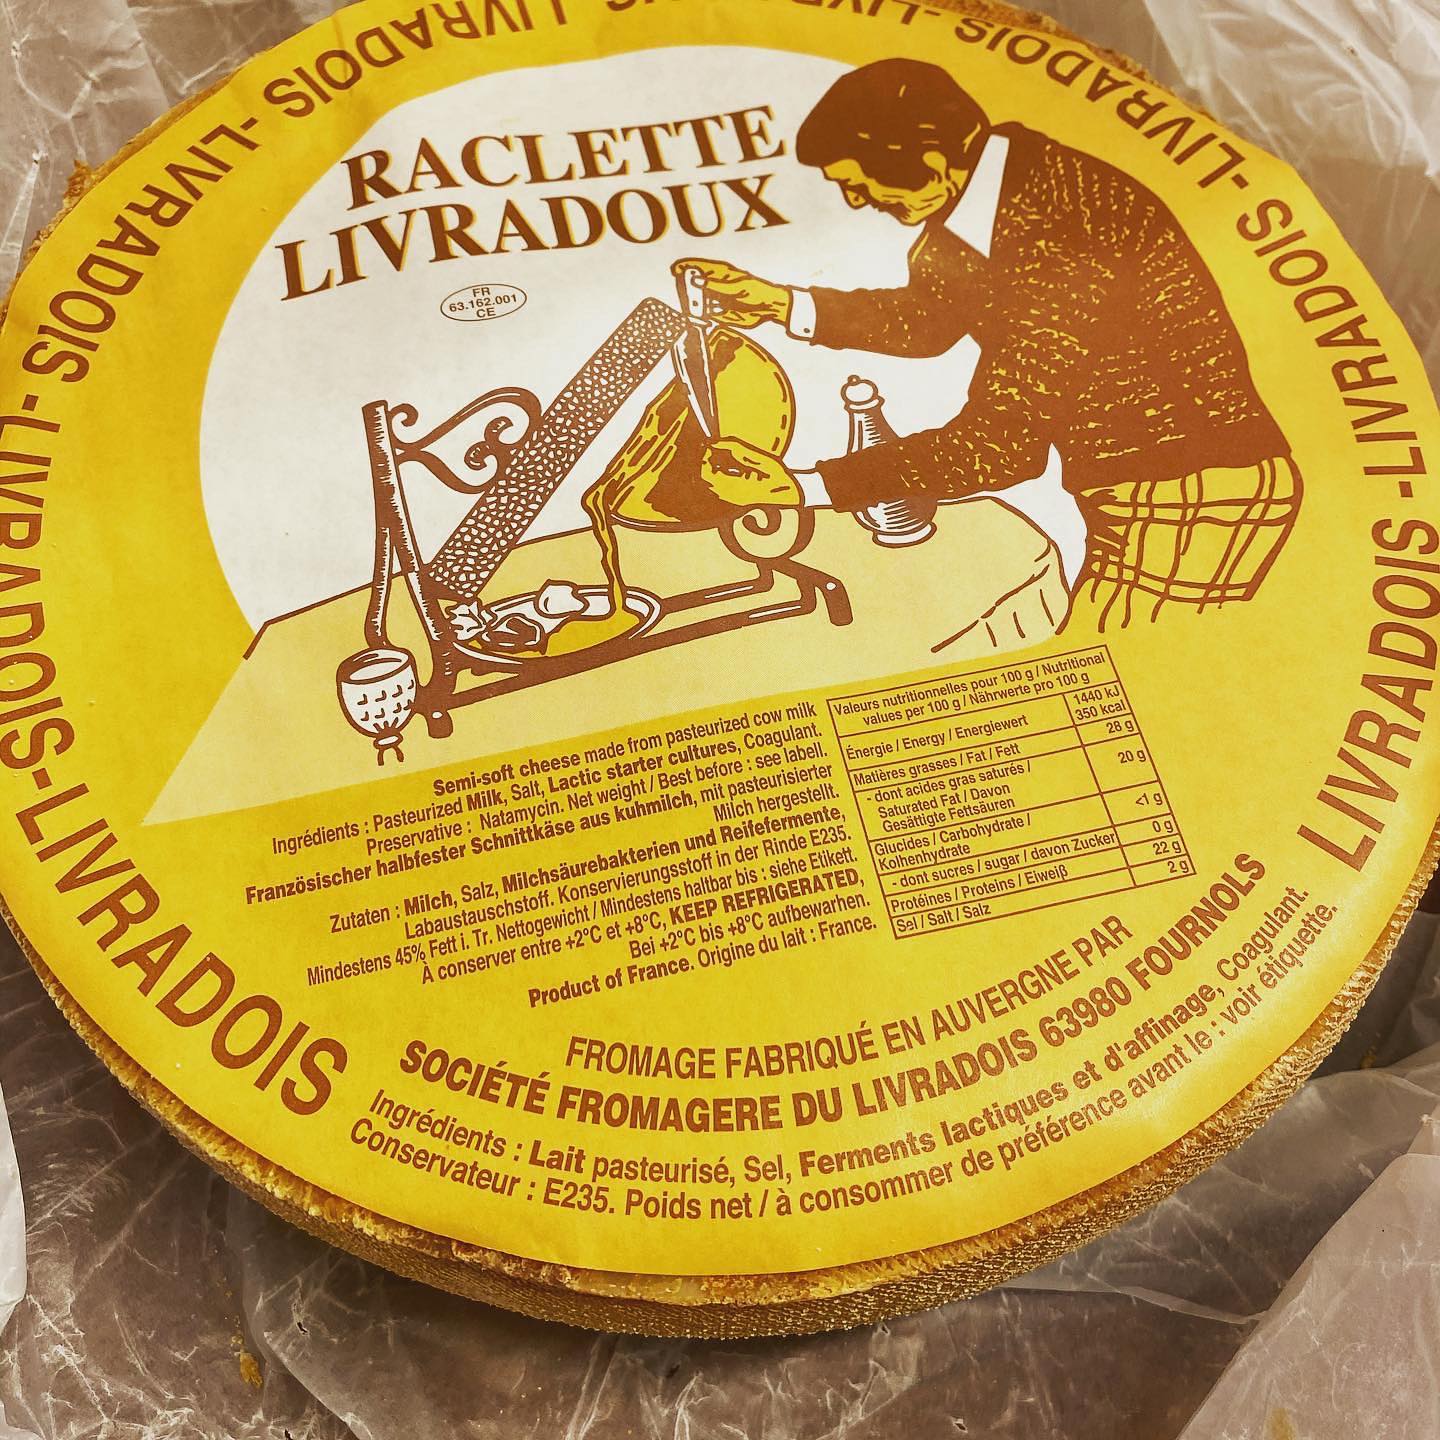 LIVRADOIS - LIVRADOIS - LIVRADOIS - LIVRADOIS - LIVRADOIS - LIVRADOIS - LIVRADOIS - LIVRADOIS
RACLETTE
LIVRADOUX
FR
63.162.001
CE
Semi-soft cheese made from pasteurized cow milk
Ingrédients : Pasteurized Milk, Salt, Lactic starter cultures, Coagulant.
Preservative : Natamycin. Net weight / Best before : see labell.
Französischer halbfester Schnittkäse aus kuhmilch, mit pasteurisierter
Milch hergestellt.
Zutaten : Milch, Salz, Milchsäurebakterien und Reifefermente,
Labaustauschstoff. Konservierungsstoff in der Rinde E235.
Mindestens 45% Fett i. Tr. Nettogewicht / Mindestens haltbar bis : siehe Etikett.
À conserver entre +2°C et +8°C, KEEP REFRIGERATED,
Bei +2°C bis +8°C aufbewarhen.
Product of France. Origine du lait : France.
Valeurs nutritionnelles pour 100 g / Nutritional
values per 100 g / Nährwerte pro 100 g
Énergie / Energy / Energiewert 1440 kJ
350 kcal
Matières grasses / Fat / Fett 28 g
- dont acides gras saturés / 20 g
Saturated Fat / Davon
Gesättigte Fettsäuren
Glucides / Carbohydrate / <1 g
Kolhenhydrate
- dont sucres / sugar / davon Zucker 0 g
Protéines / Proteins / Eiweiβ 22 g
Sel / Salt / Salz 2 g
FROMAGE FABRIQUÉ EN AUVERGNE PAR
SOCIÉTÉ FROMAGERE DU LIVRADOIS 63980 FOURNOLS
Ingrédients : Lait pasteurisé, Sel, Ferments lactiques et d'affinage, Coagulant.
Conservateur : E235. Poids net / à consommer de préférence avant le : voir étiquette.